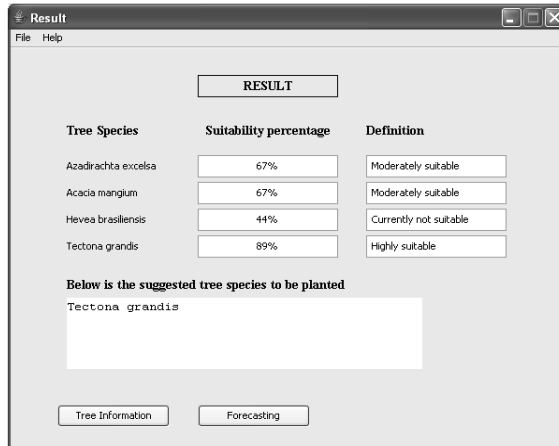 Result
File Help
RESULT
Tree Species Suitability percentage Definition
Azadirachta excelsa 67% Moderately suitable
Acacia mangium 67% Moderately suitable
Hevea brasiliensis 44% Currently not suitable
Tectona grandis 89% Highly suitable
Below is the suggested tree species to be planted
Tectona grandis
Tree Information Forecasting